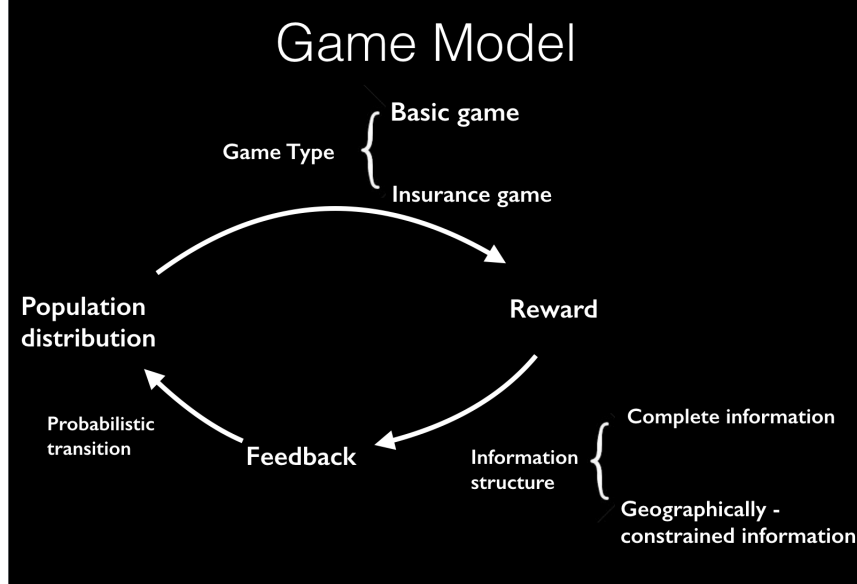 Game Model
Basic game
Game Type
Insurance game
Population
distribution
Reward
Probabilistic
transition
Feedback
Complete information
Information
structure
Geographically -
constrained information